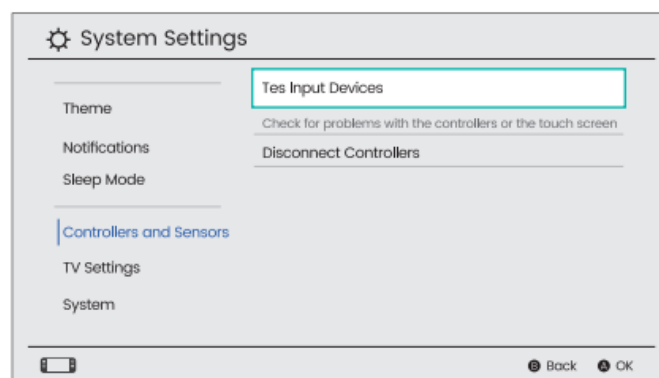 System Settings
Theme
Notifications
Sleep Mode
Controllers and Sensors
TV Settings
System
Tes Input Devices
Check for problems with the controllers or the touch screen
Disconnect Controllers
B Back A OK